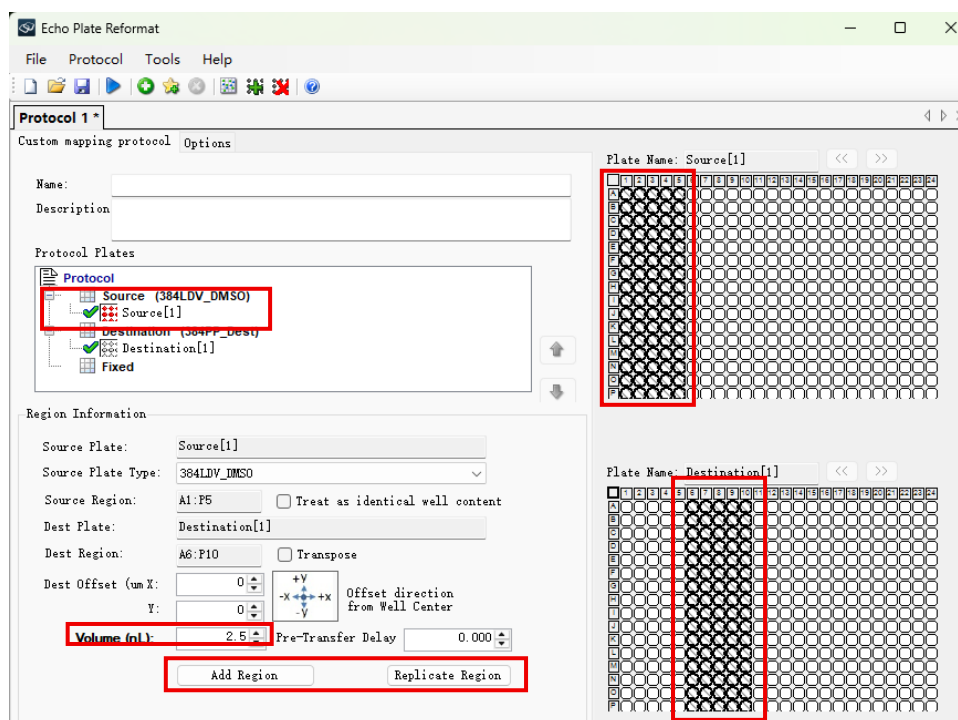 Echo Plate Reformat
File Protocol Tools Help
Protocol 1 *
Custom mapping protocol Options
Name:
Description
Protocol Plates
Protocol
Source (384LDV_DMSO)
Source[1]
Destination (384PP_Dest)
Destination[1]
Fixed
Region Information
Source Plate: Source[1]
Source Plate Type: 384LDV_DMSO
Source Region: A1:P5 Treat as identical well content
Dest Plate: Destination[1]
Dest Region: A6:P10 Transpose
Dest Offset (um X: 0
Y: 0
+Y
-X +X
-Y
Offset direction
from Well Center
Volume (nL): 2.5 Pre-Transfer Delay 0.000
Add Region Replicate Region
Plate Name: Source[1] << >>
1 2 3 4 5 6 7 8 9 10 11 12 13 14 15 16 17 18 19 20 21 22 23 24
A
B
C
D
E
F
G
H
I
J
K
L
M
N
O
P
Plate Name: Destination[1] << >>
1 2 3 4 5 6 7 8 9 10 11 12 13 14 15 16 17 18 19 20 21 22 23 24
A
B
C
D
E
F
G
H
I
J
K
L
M
N
O
P